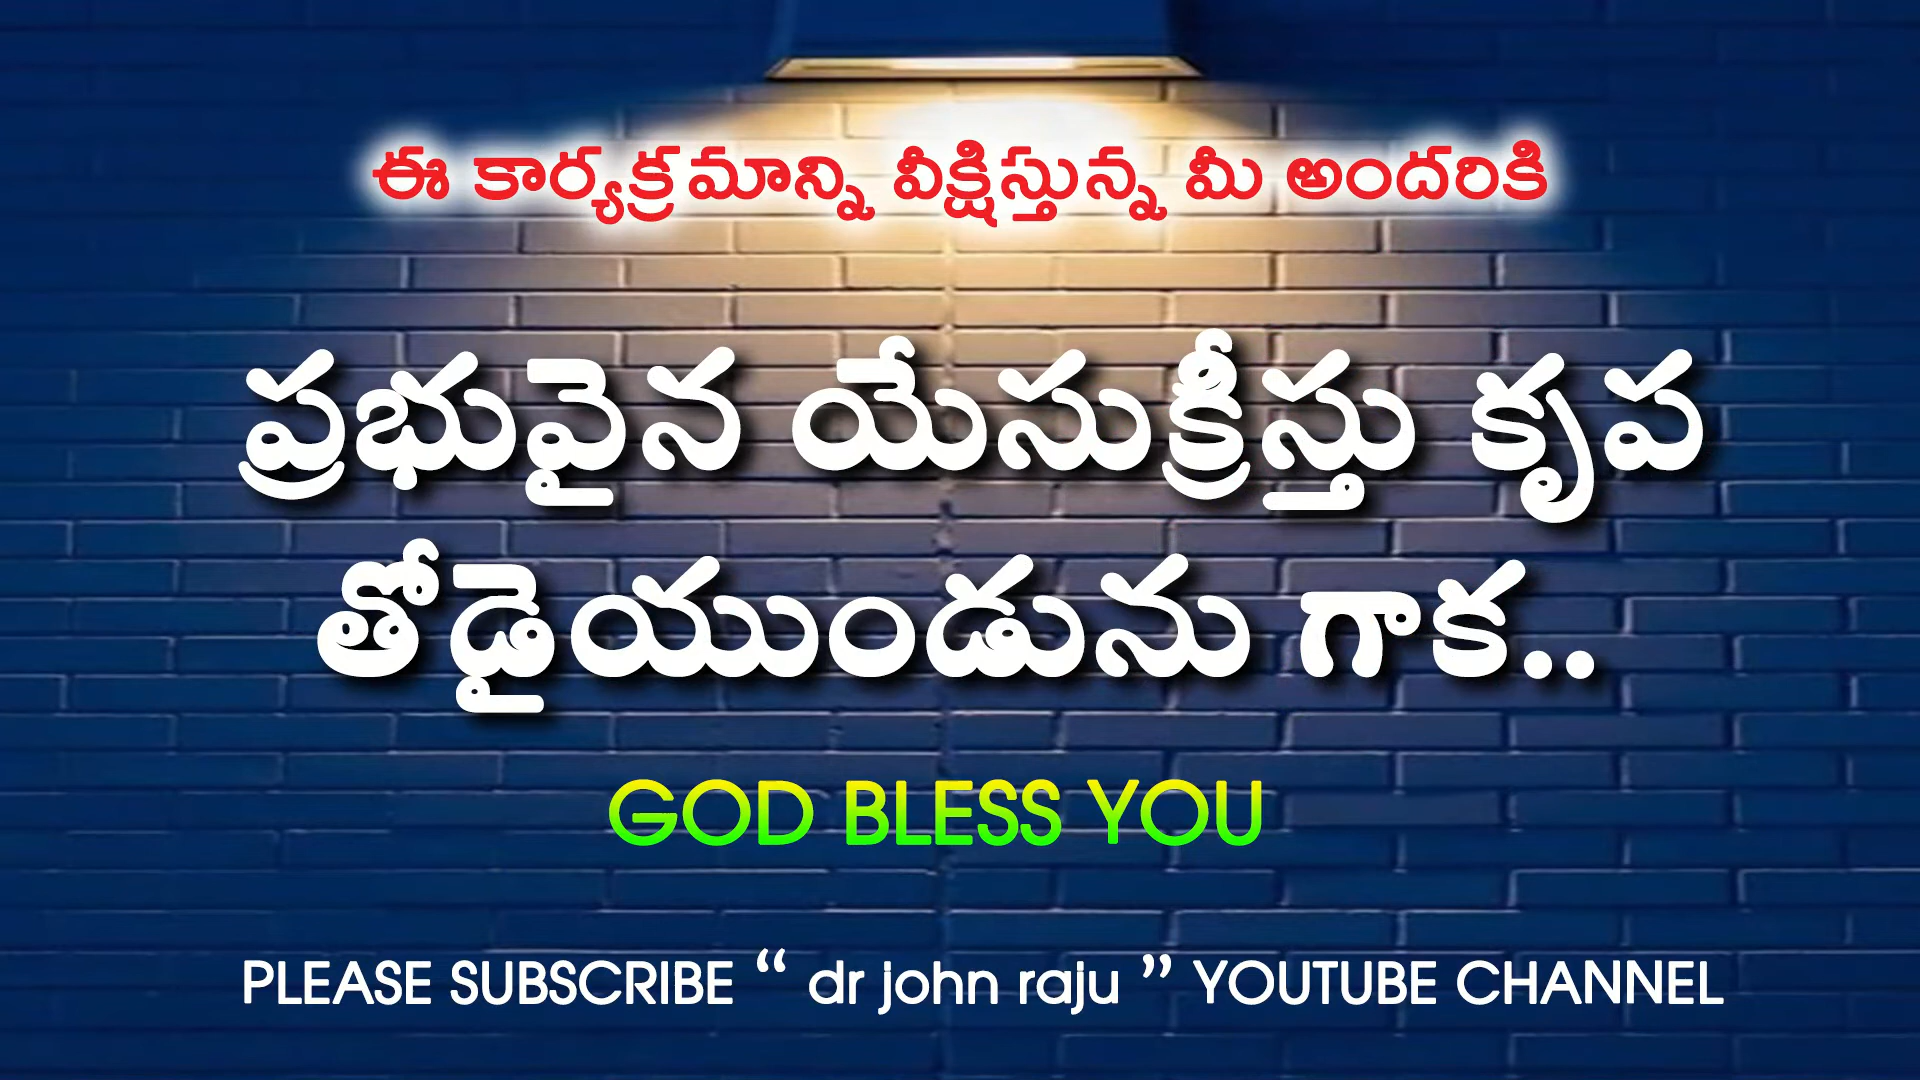 ఈ కార్యక్రమాన్ని వీక్షిస్తున్న మీ అందరికి
ప్రభువైన యేసుక్రీస్తు కృప
తోడైయుండును గాక..
GOD BLESS YOU
PLEASE SUBSCRIBE “ dr john raju ” YOUTUBE CHANNEL